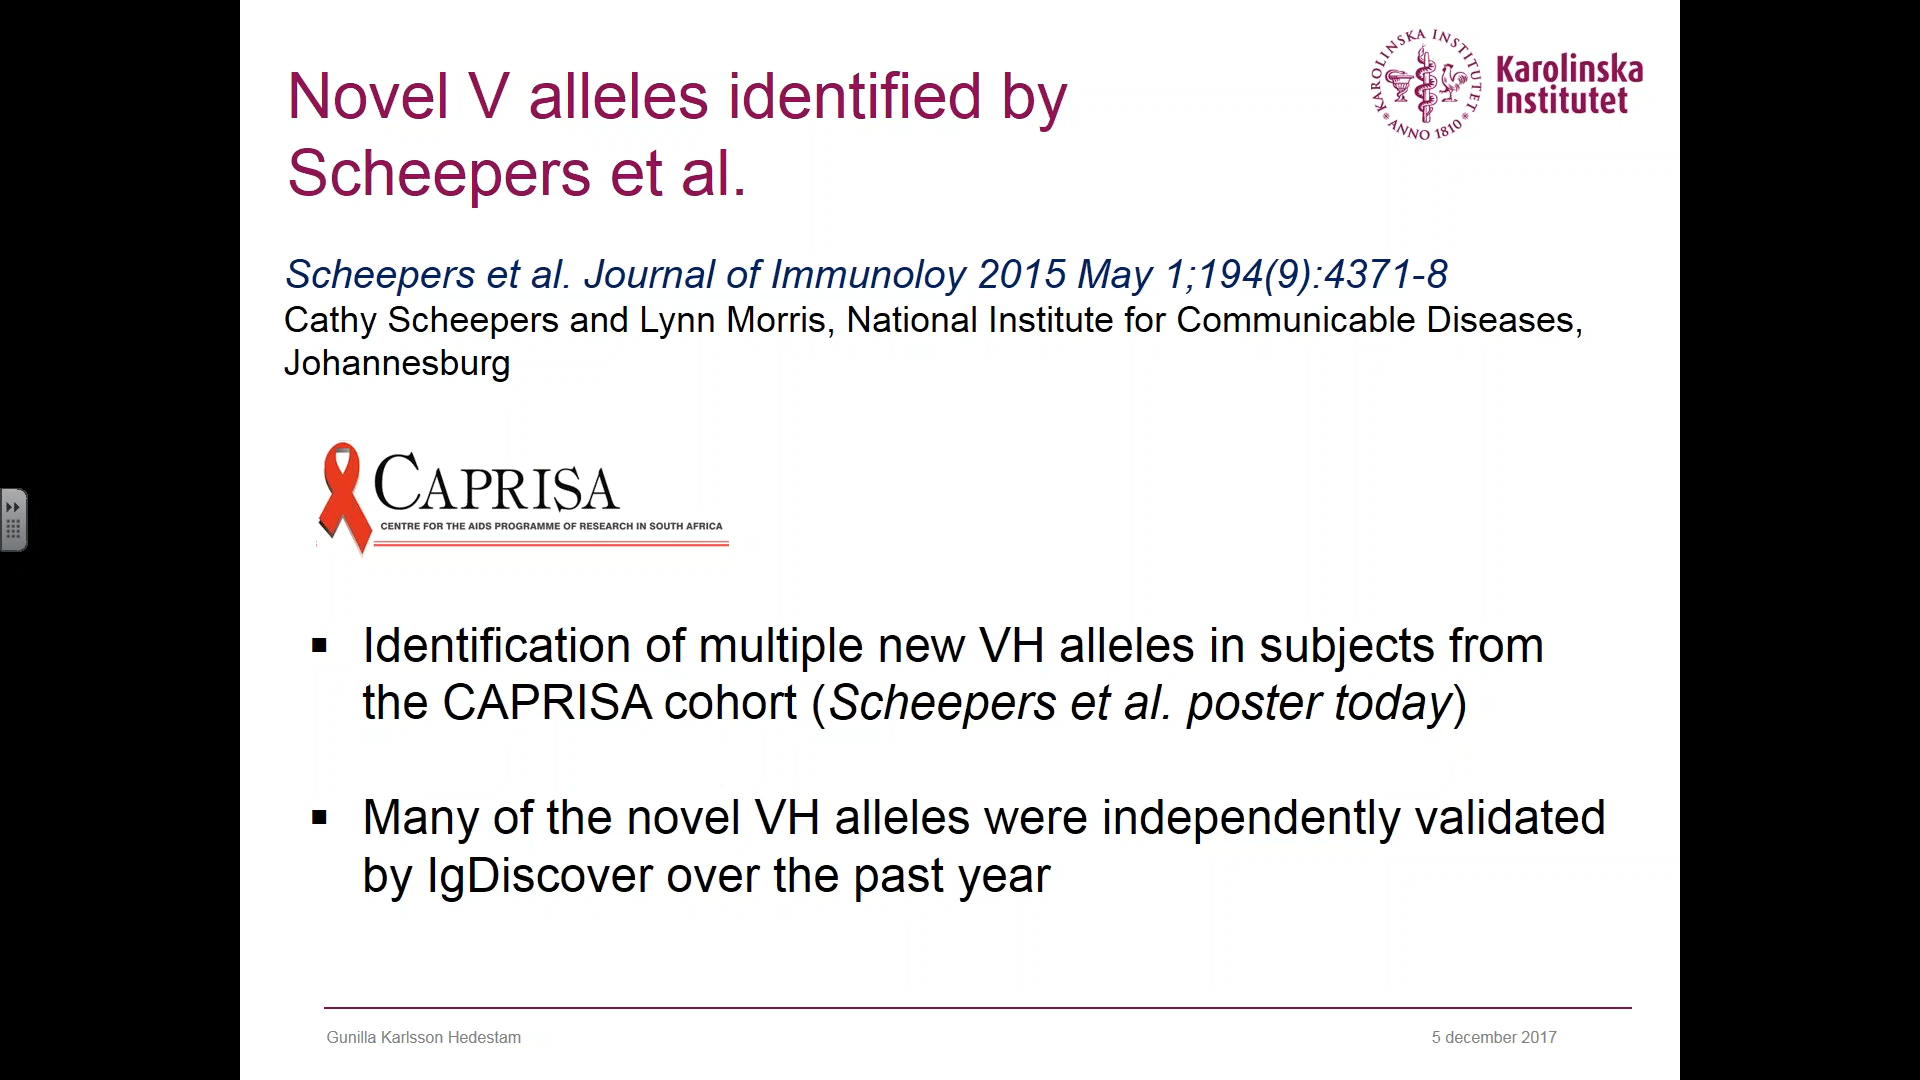 Novel V alleles identified by
Scheepers et al.
KAROLINSKA INSTITUTET
ANNO 1810
Karolinska
Institutet
Scheepers et al. Journal of Immunoloy 2015 May 1;194(9):4371-8
Cathy Scheepers and Lynn Morris, National Institute for Communicable Diseases,
Johannesburg
CAPRISA
CENTRE FOR THE AIDS PROGRAMME OF RESEARCH IN SOUTH AFRICA
▪ Identification of multiple new VH alleles in subjects from
the CAPRISA cohort (Scheepers et al. poster today)
▪ Many of the novel VH alleles were independently validated
by IgDiscover over the past year
Gunilla Karlsson Hedestam
5 december 2017